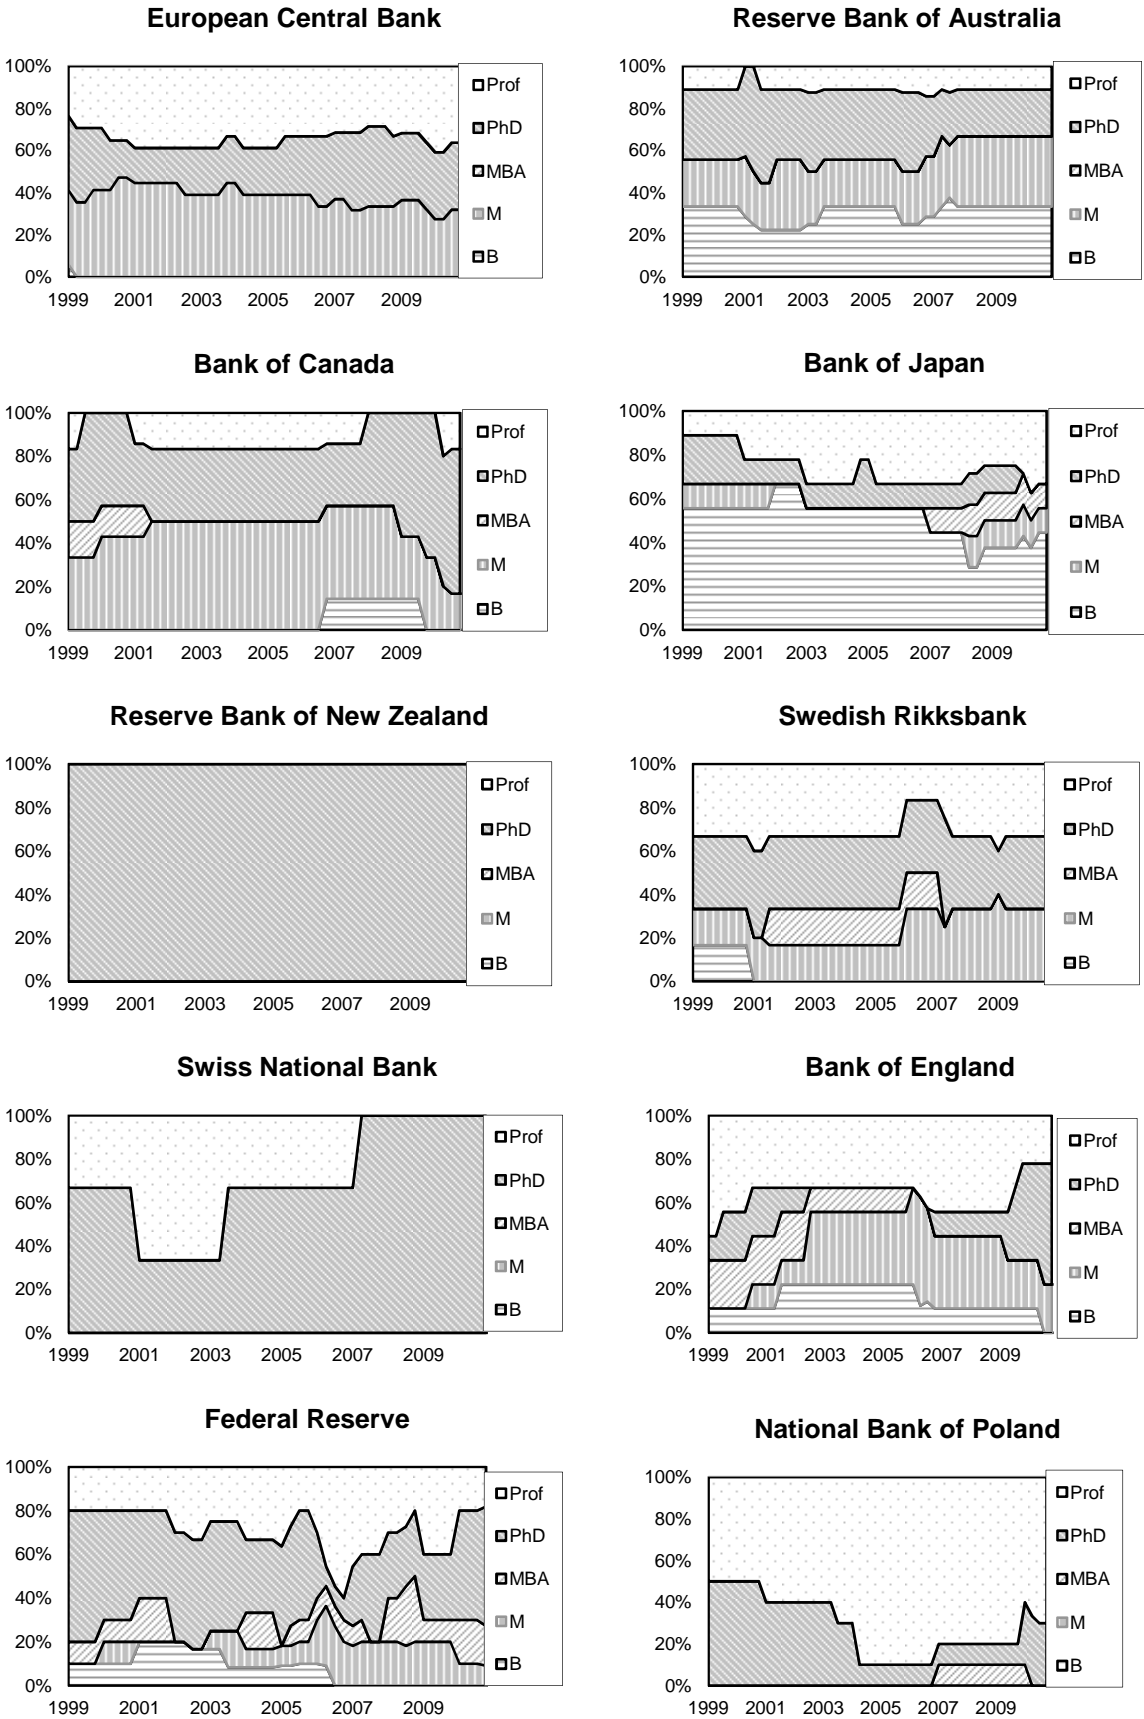 European Central Bank
100%
80%
60%
40%
20%
0%
1999 2001 2003 2005 2007 2009
Prof
PhD
MBA
M
B
Reserve Bank of Australia
100%
80%
60%
40%
20%
0%
1999 2001 2003 2005 2007 2009
Prof
PhD
MBA
M
B
Bank of Canada
100%
80%
60%
40%
20%
0%
1999 2001 2003 2005 2007 2009
Prof
PhD
MBA
M
B
Bank of Japan
100%
80%
60%
40%
20%
0%
1999 2001 2003 2005 2007 2009
Prof
PhD
MBA
M
B
Reserve Bank of New Zealand
100%
80%
60%
40%
20%
0%
1999 2001 2003 2005 2007 2009
Prof
PhD
MBA
M
B
Swedish Rikksbank
100%
80%
60%
40%
20%
0%
1999 2001 2003 2005 2007 2009
Prof
PhD
MBA
M
B
Swiss National Bank
100%
80%
60%
40%
20%
0%
1999 2001 2003 2005 2007 2009
Prof
PhD
MBA
M
B
Bank of England
100%
80%
60%
40%
20%
0%
1999 2001 2003 2005 2007 2009
Prof
PhD
MBA
M
B
Federal Reserve
100%
80%
60%
40%
20%
0%
1999 2001 2003 2005 2007 2009
Prof
PhD
MBA
M
B
National Bank of Poland
100%
80%
60%
40%
20%
0%
1999 2001 2003 2005 2007 2009
Prof
PhD
MBA
M
B